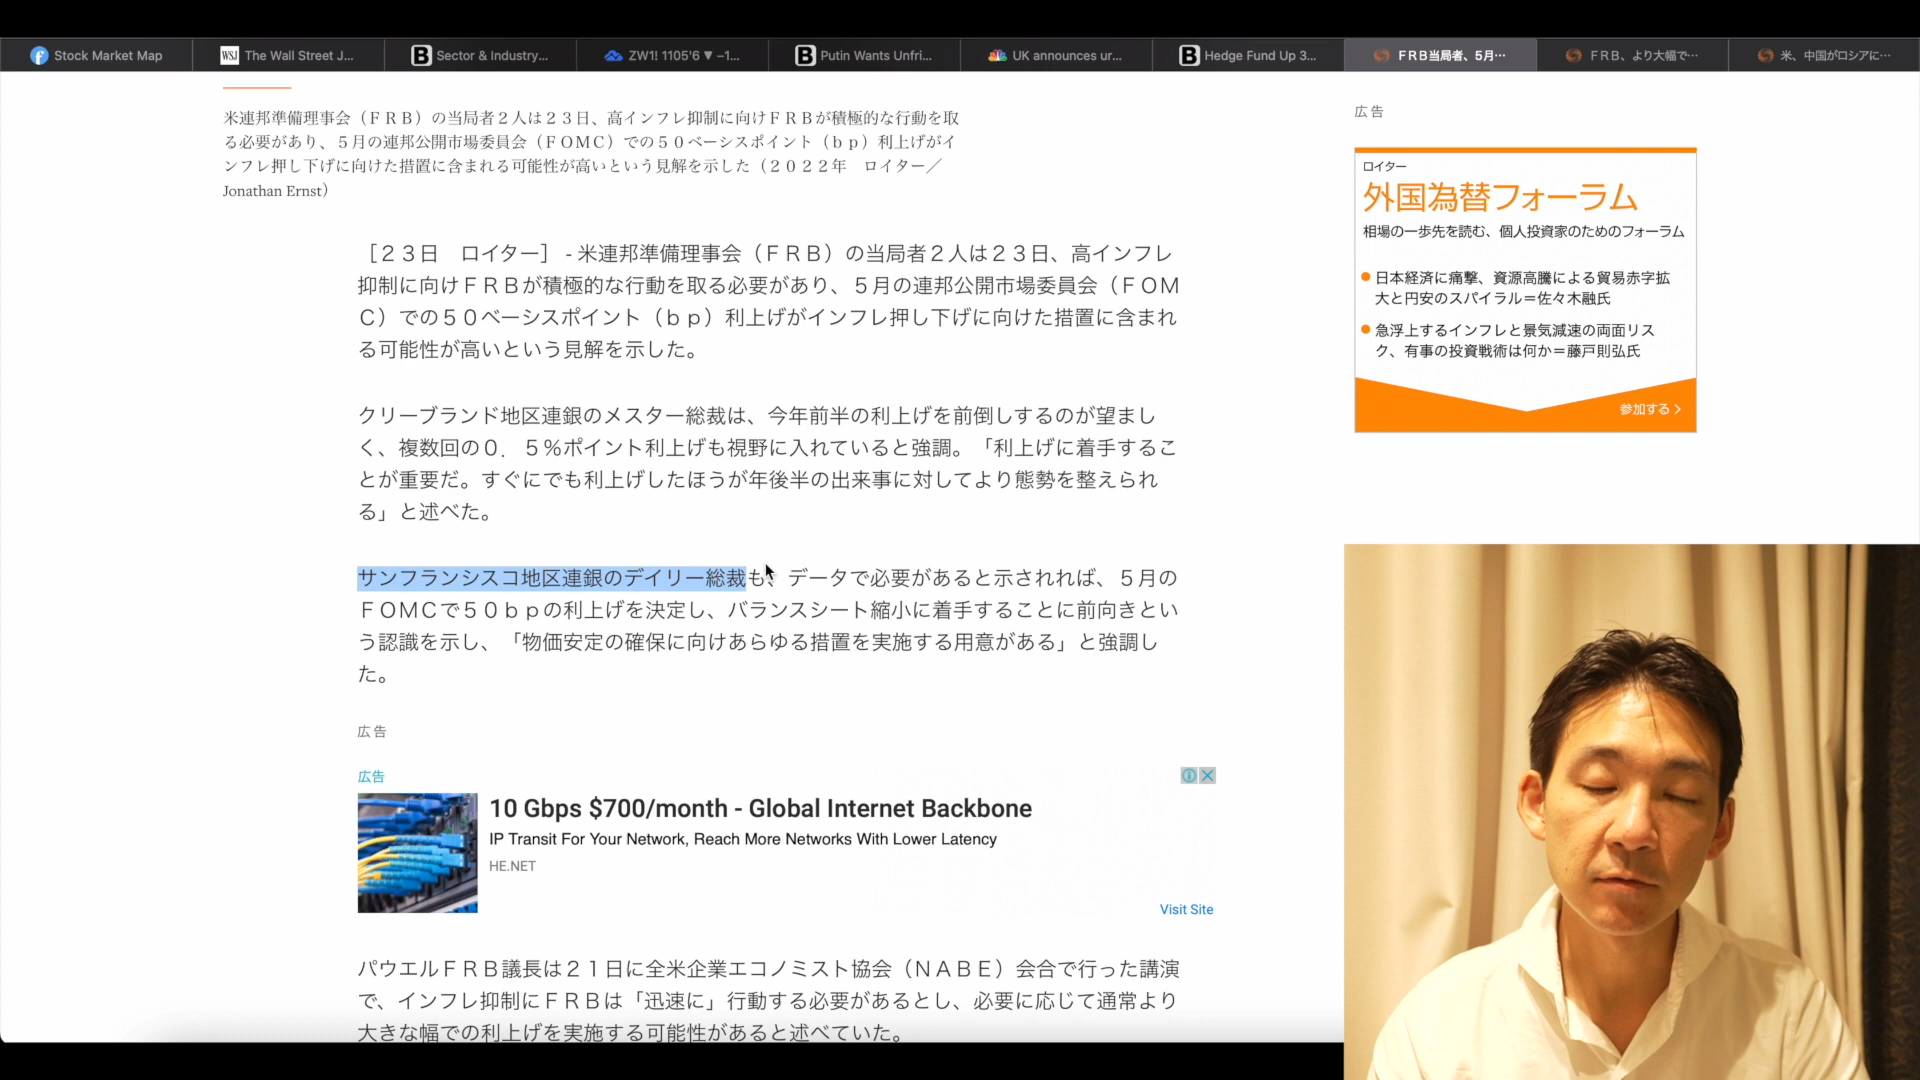 Stock Market Map
WSJ
The Wall Street J...
B
Sector & Industry...
ZW1! 1105'6 ▼ −1...
B
Putin Wants Unfri...
UK announces ur...
B
Hedge Fund Up 3...
ＦＲＢ当局者、５月…
ＦＲＢ、より大幅で…
米、中国がロシアに…
米連邦準備理事会（ＦＲＢ）の当局者２人は２３日、高インフレ抑制に向けＦＲＢが積極的な行動を取
る必要があり、５月の連邦公開市場委員会（ＦＯＭＣ）での５０ベーシスポイント（ｂｐ）利上げがイ
ンフレ押し下げに向けた措置に含まれる可能性が高いという見解を示した（２０２２年　ロイター／
Jonathan Ernst）
［２３日　ロイター］ - 米連邦準備理事会（ＦＲＢ）の当局者２人は２３日、高インフレ
抑制に向けＦＲＢが積極的な行動を取る必要があり、５月の連邦公開市場委員会（ＦＯＭ
Ｃ）での５０ベーシスポイント（ｂｐ）利上げがインフレ押し下げに向けた措置に含まれ
る可能性が高いという見解を示した。
クリーブランド地区連銀のメスター総裁は、今年前半の利上げを前倒しするのが望まし
く、複数回の０．５％ポイント利上げも視野に入れていると強調。「利上げに着手するこ
とが重要だ。すぐにでも利上げしたほうが年後半の出来事に対してより態勢を整えられ
る」と述べた。
サンフランシスコ地区連銀のデイリー総裁も、データで必要があると示されれば、５月の
ＦＯＭＣで５０ｂｐの利上げを決定し、バランスシート縮小に着手することに前向きとい
う認識を示し、「物価安定の確保に向けあらゆる措置を実施する用意がある」と強調し
た。
広告
広告
10 Gbps $700/month - Global Internet Backbone
IP Transit For Your Network, Reach More Networks With Lower Latency
HE.NET
Visit Site
パウエルＦＲＢ議長は２１日に全米企業エコノミスト協会（ＮＡＢＥ）会合で行った講演
で、インフレ抑制にＦＲＢは「迅速に」行動する必要があるとし、必要に応じて通常より
大きな幅での利上げを実施する可能性があると述べていた。
広告
ロイター
外国為替フォーラム
相場の一歩先を読む、個人投資家のためのフォーラム
日本経済に痛撃、資源高騰による貿易赤字拡
大と円安のスパイラル＝佐々木融氏
急浮上するインフレと景気減速の両面リス
ク、有事の投資戦術は何か＝藤戸則弘氏
参加する >